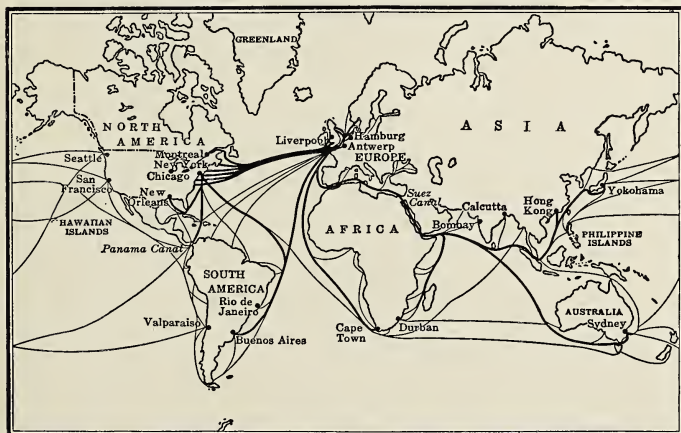 GREENLAND
NORTH
AMERICA
ASIA
Liverpool
Hamburg
Antwerp
EUROPE
Montreal
New York
Chicago
Seattle
San
Francisco
New
Orleans
HAWAIIAN
ISLANDS
Panama Canal
Suez
Canal
Calcutta
Bombay
Hong
Kong
Yokohama
PHILIPPINE
ISLANDS
AFRICA
SOUTH
AMERICA
Rio de
Janeiro
Valparaiso
Buenos Aires
Cape
Town
Durban
AUSTRALIA
Sydney